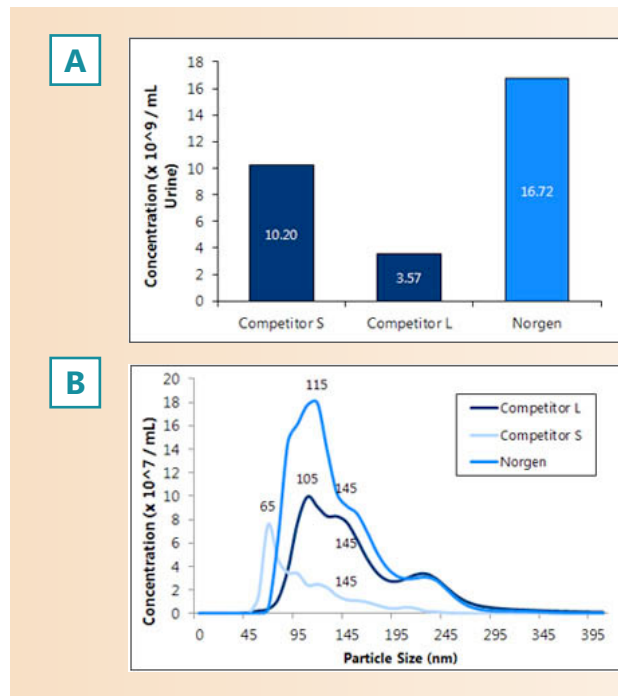 A
Concentration (x 10^9 / mL
Urine)
18
16
14
12
10
8
6
4
2
0
10.20
3.57
16.72
Competitor S
Competitor L
Norgen
B
Concentration (x 10^7 / mL)
20
18
16
14
12
10
8
6
4
2
0
115
105
65
145
145
145
Competitor L
Competitor S
Norgen
0 45 95 145 195 245 295 345 395
Particle Size (nm)